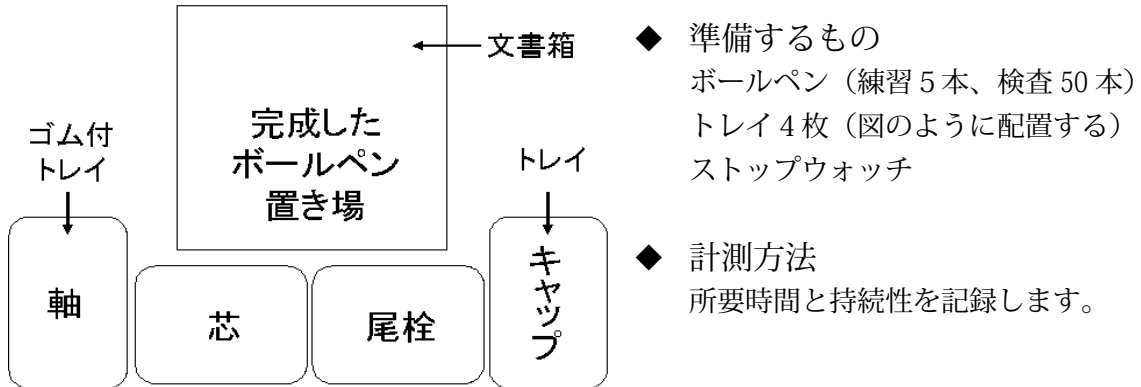 文書箱
完成した
ボールペン
置き場
ゴム付
トレイ
トレイ
軸
芯
尾栓
キャップ
◆ 準備するもの
ボールペン（練習５本、検査 50 本）
トレイ４枚（図のように配置する）
ストップウォッチ
◆ 計測方法
所要時間と持続性を記録します。